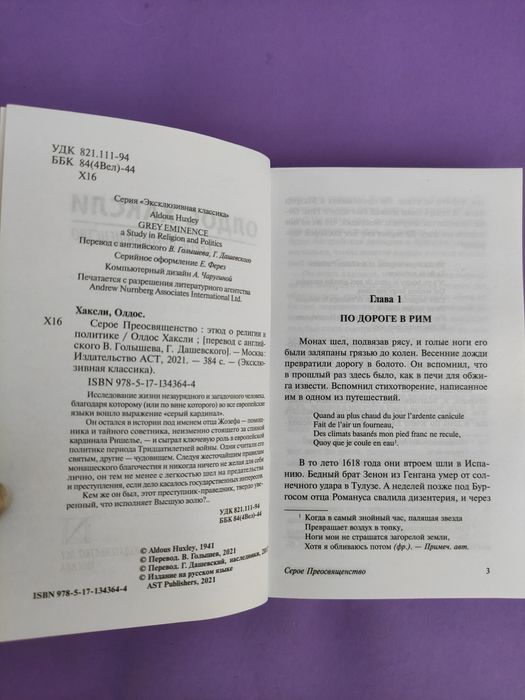 УДК 821.111-94
ББК 84(4Вел)-44
Х16
Серия «Эксклюзивная классика»
Aldous Huxley
GREY EMINENCE
a Study in Religion and Politics
Перевод с английского В. Голышева, Г. Дашевского
Серийное оформление Е. Ферез
Компьютерный дизайн А. Чаругиной
Печатается с разрешения литературного агентства
Andrew Nurnberg Associates International Ltd.
Хаксли, Олдос.
Х16 Серое Преосвященство : этюд о религии и
политике / Олдос Хаксли ; [перевод с англий-
ского В. Голышева, Г. Дашевского]. — Москва:
Издательство АСТ, 2021. — 384 с. — (Эксклю-
зивная классика).
ISBN 978-5-17-134364-4
Исследование жизни незаурядного и загадочного человека,
благодаря которому (или по вине которого) во все европейские
языки вошло выражение «серый кардинал».
Он остался в истории под именем отца Жозефа — помощ-
ника и тайного советника, неизменно стоящего за спиной
кардинала Ришелье, — и сыграл ключевую роль в европейской
политике периода Тридцатилетней войны. Одни считали его
святым, другие — чудовищем. Следуя жесточайшим правилам
монашеского благочестия и никогда ничего не желая для себя
лично, он тем не менее с легкостью шел на предательства
и преступления, если дело касалось государственных интересов.
Кем же он был, этот преступник-праведник, твердо уве-
ренный, что исполняет Высшую волю?..
УДК 821.111-94
ББК 84(4Вел)-44
© Aldous Huxley, 1941
© Перевод. В. Голышев, 2021
© Перевод. Г. Дашевский, наследники,
© Издание на русском языке
AST Publishers, 2021
ISBN 978-5-17-134364-4
Глава 1
ПО ДОРОГЕ В РИМ
Монах шел, подвязав рясу, и голые ноги его
были заляпаны грязью до колен. Весенние дожди
превратили дорогу в болото. Он вспомнил, что
в прошлый раз здесь было, как в печи для обжи-
га извести. Вспомнил стихотворение, написанное
им в одном из путешествий.
Quand au plus chaud du jour l'ardente canicule
Fait de l'air un fourneau,
Des climats basanés mon pied franc ne recule,
Quoy que je coule en eau¹.
В то лето 1618 года они втроем шли в Испа-
нию. Бедный брат Зенон из Генгана умер от сол-
нечного удара в Тулузе. А неделей позже под Бур-
госом отца Романуса свалила дизентерия, и через
¹ Когда в самый знойный час, палящая звезда
Превращает воздух в топку,
Ноги мои не страшатся загорелой земли,
Хотя я обливаюсь потом (фр.). — Примеч. авт.
Серое Преосвященство 3